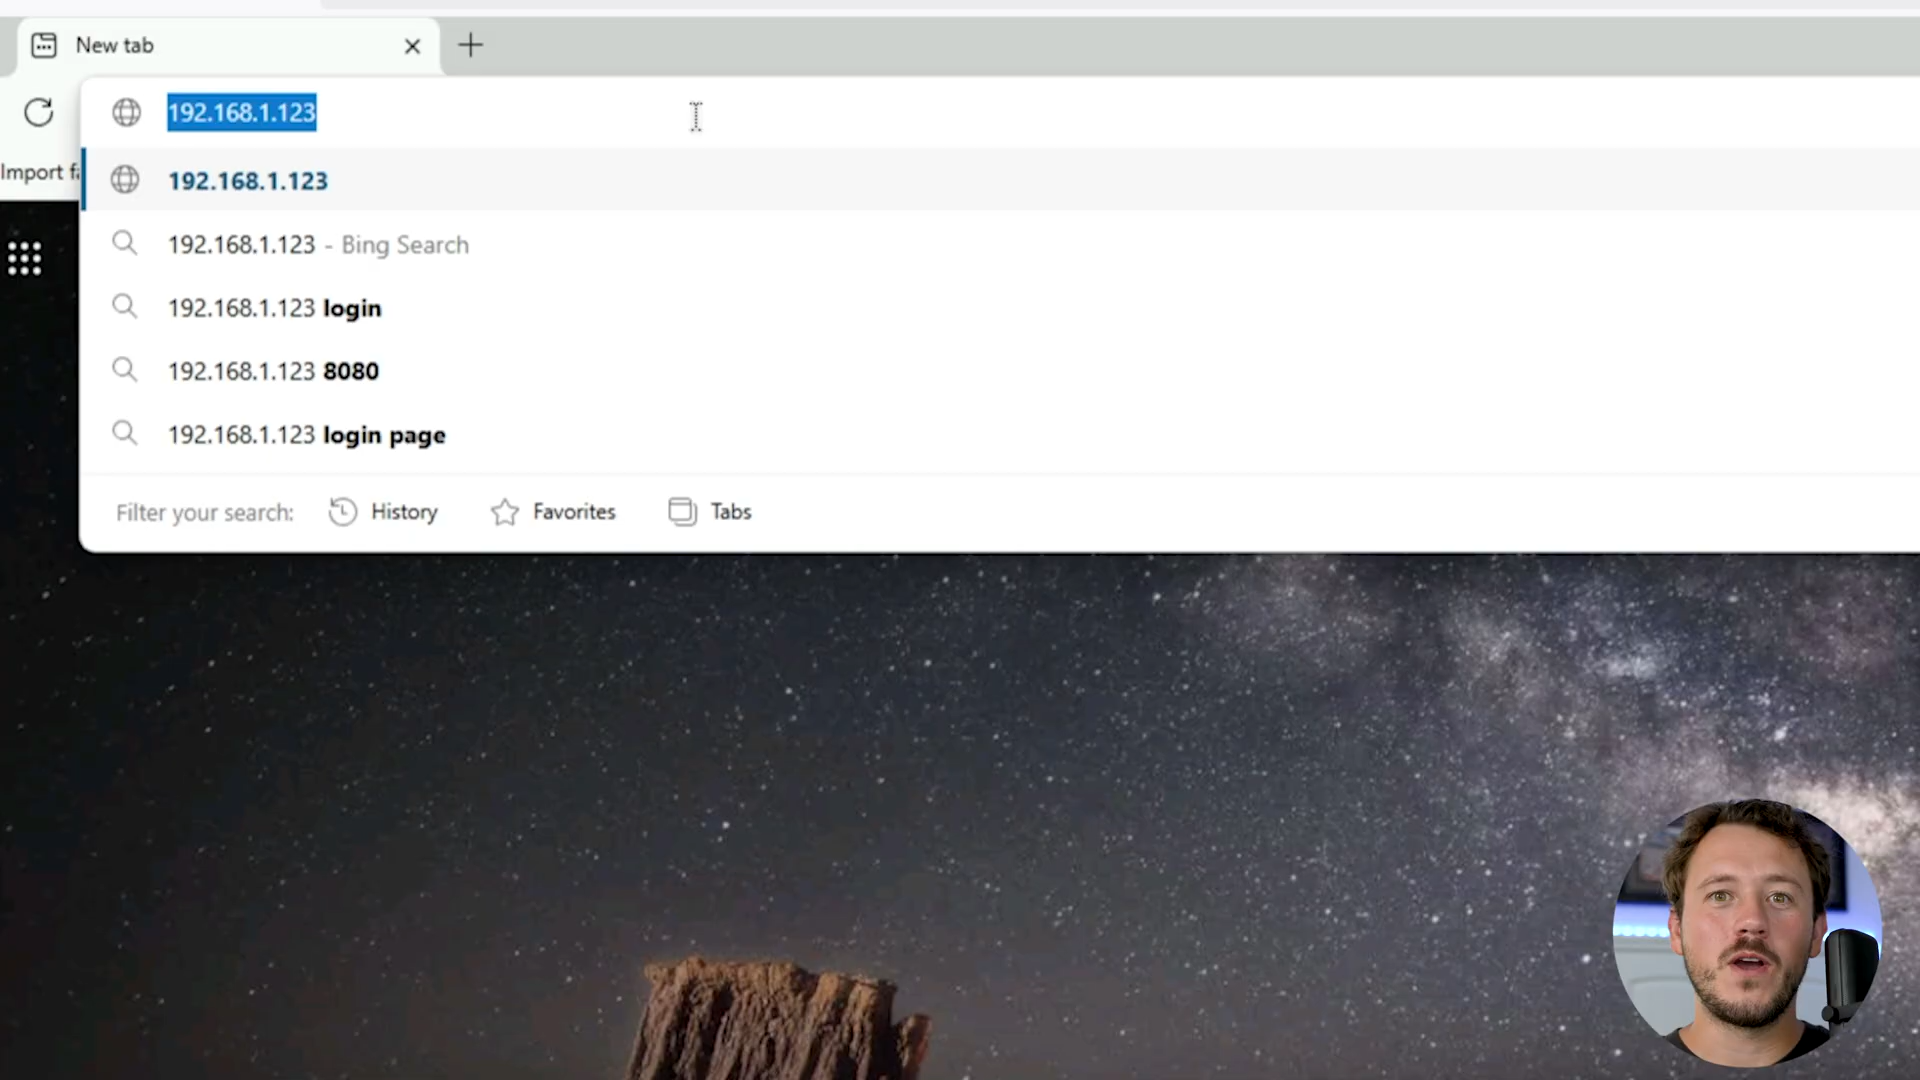 New tab
192.168.1.123
Import fa
192.168.1.123
192.168.1.123 - Bing Search
192.168.1.123 login
192.168.1.123 8080
192.168.1.123 login page
Filter your search: History Favorites Tabs